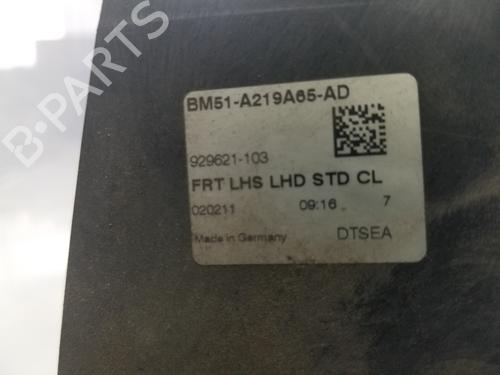 BM51-A219A65-AD
929621-103
FRT LHS LHD STD CL
020211 09:16 7
Made in Germany DTSEA
B-PARTS